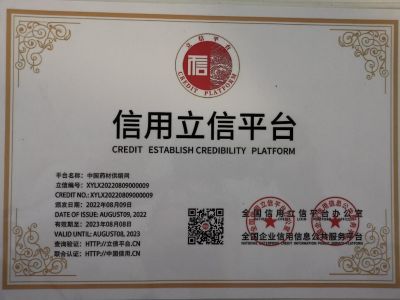 立信平台
信
CREDIT PLATFORM
信用立信平台
CREDIT ESTABLISH CREDIBILITY PLATFORM
平台名称：中国药材供销网
立信编号：XYLX20220809000009
CREDIT NO.: XYLX20220809000009
颁发日期：2022年08月09日
DATE OF ISSUE: AUGUST09, 2022
有效期至：2023年08月08日
VALID UNTIL: AUGUST08, 2023
查询验证：HTTP://立信平台.CN
联合认证：HTTP://中国信用.CN
全国信用立信平台办公室
全国企业信用信息公共服务平台